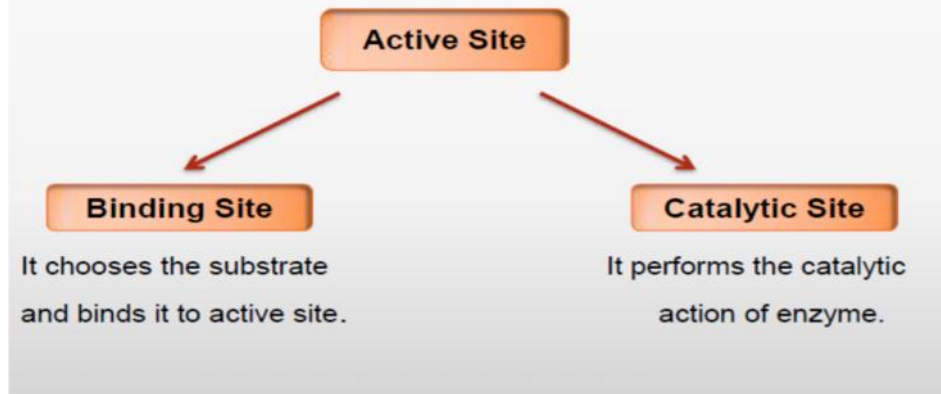 Active Site
Binding Site
It chooses the substrate
and binds it to active site.
Catalytic Site
It performs the catalytic
action of enzyme.